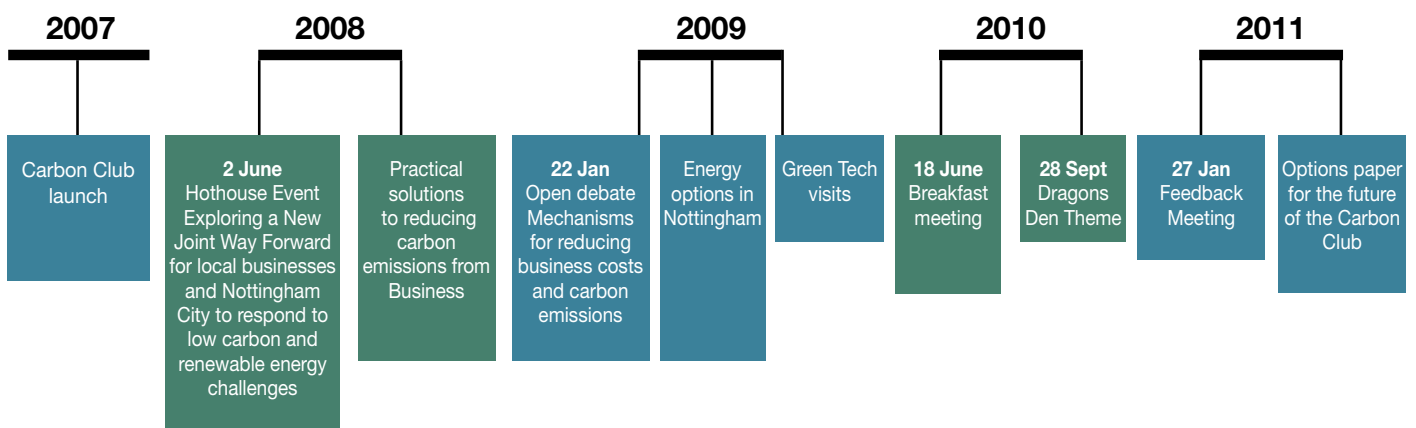 2007
Carbon Club
launch
2008
2 June
Hothouse Event
Exploring a New
Joint Way Forward
for local businesses
and Nottingham
City to respond to
low carbon and
renewable energy
challenges
Practical
solutions
to reducing
carbon
emissions from
Business
2009
22 Jan
Open debate
Mechanisms
for reducing
business costs
and carbon
emissions
Energy
options in
Nottingham
Green Tech
visits
2010
18 June
Breakfast
meeting
28 Sept
Dragons
Den Theme
2011
27 Jan
Feedback
Meeting
Options paper
for the future
of the Carbon
Club